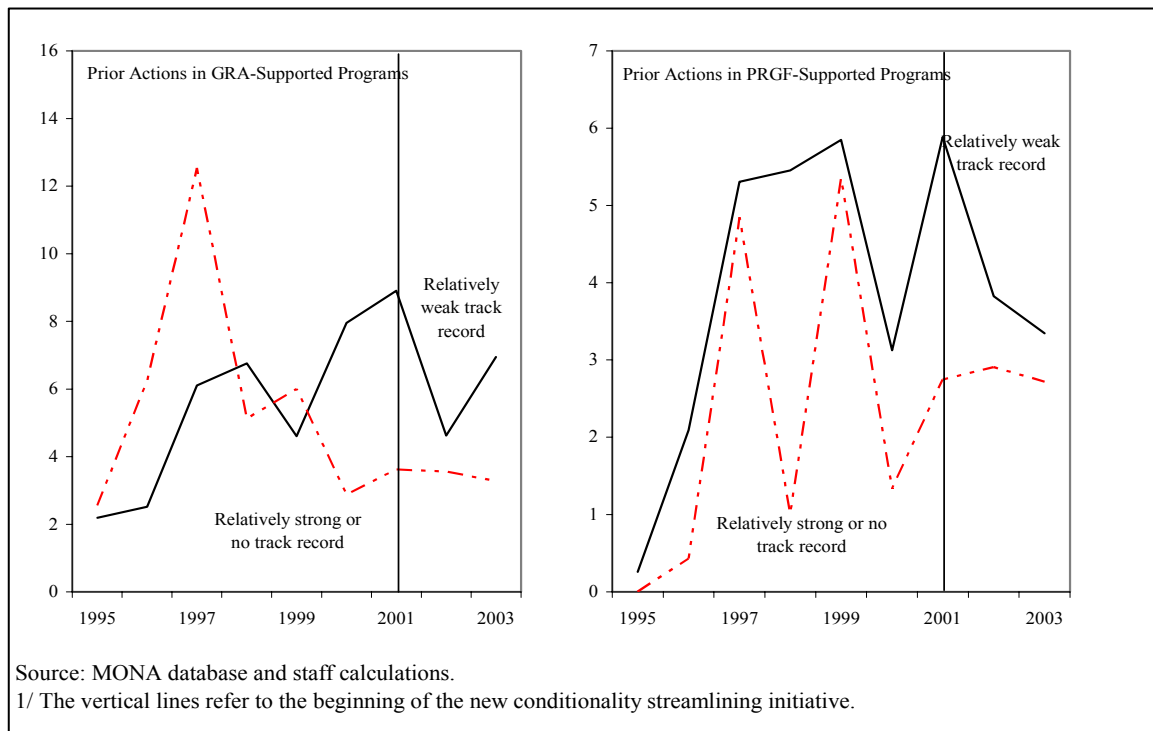 Prior Actions in GRA-Supported Programs
16
14
12
10
8
6
4
2
0
Relatively
weak track
record
Relatively strong or
no track record
1995
1997
1999
2001
2003
Prior Actions in PRGF-Supported Programs
7
6
5
4
3
2
1
0
Relatively weak
track record
Relatively strong or no
track record
1995
1997
1999
2001
2003
Source: MONA database and staff calculations.
1/ The vertical lines refer to the beginning of the new conditionality streamlining initiative.